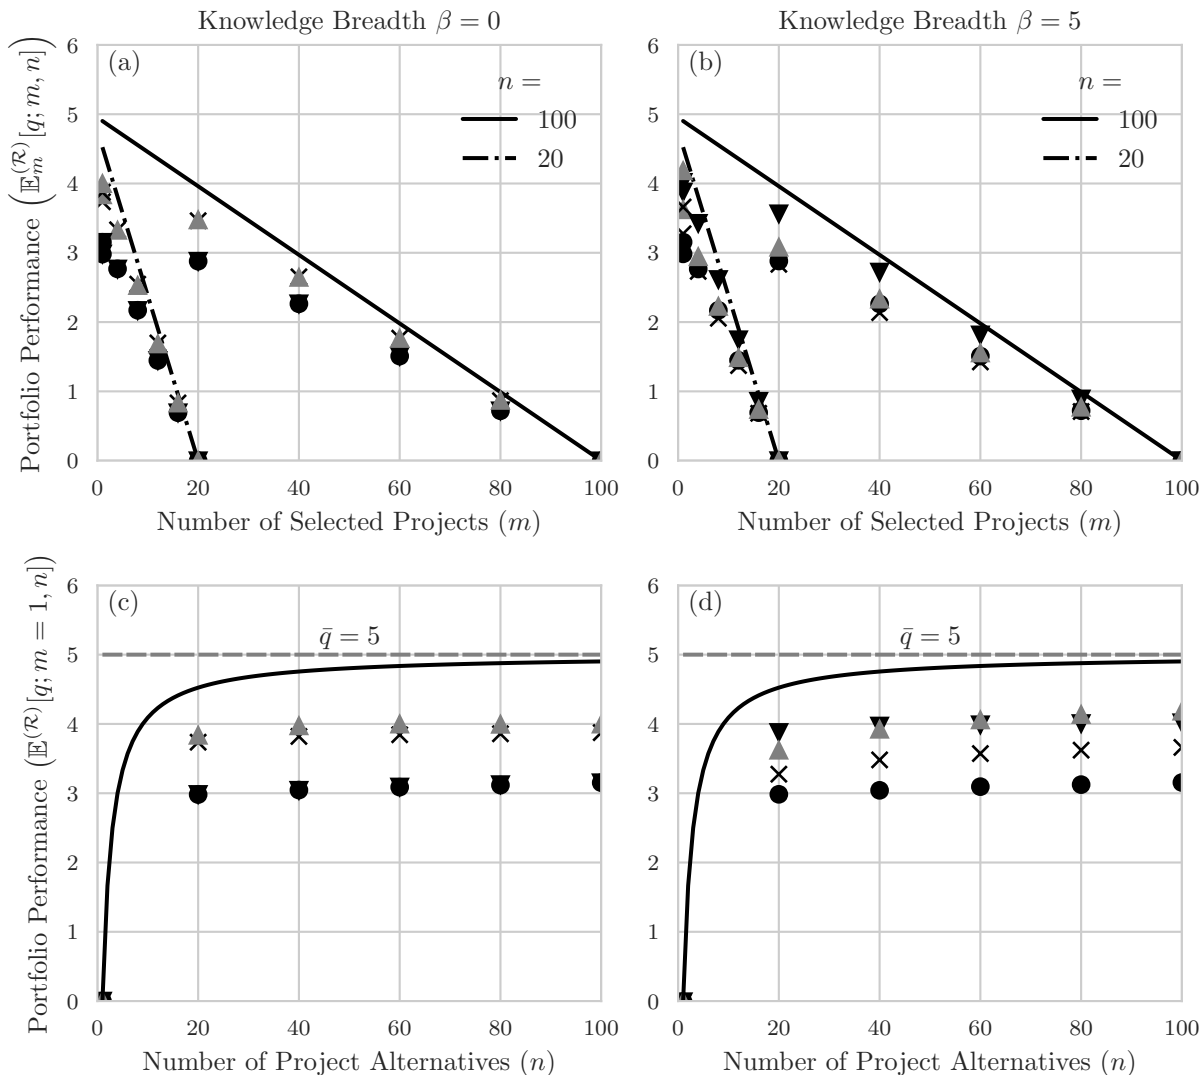 Knowledge Breadth β = 0
Knowledge Breadth β = 5
Portfolio Performance (𝔼ₘ^(ℛ)[q; m, n])
6
5
4
3
2
1
0
(a)
n =
100
20
0 20 40 60 80 100
Number of Selected Projects (m)
6
5
4
3
2
1
0
(b)
n =
100
20
0 20 40 60 80 100
Number of Selected Projects (m)
Portfolio Performance (𝔼^(ℛ)[q; m = 1, n])
6
5
4
3
2
1
0
(c)
q̄ = 5
0 20 40 60 80 100
Number of Project Alternatives (n)
6
5
4
3
2
1
0
(d)
q̄ = 5
0 20 40 60 80 100
Number of Project Alternatives (n)